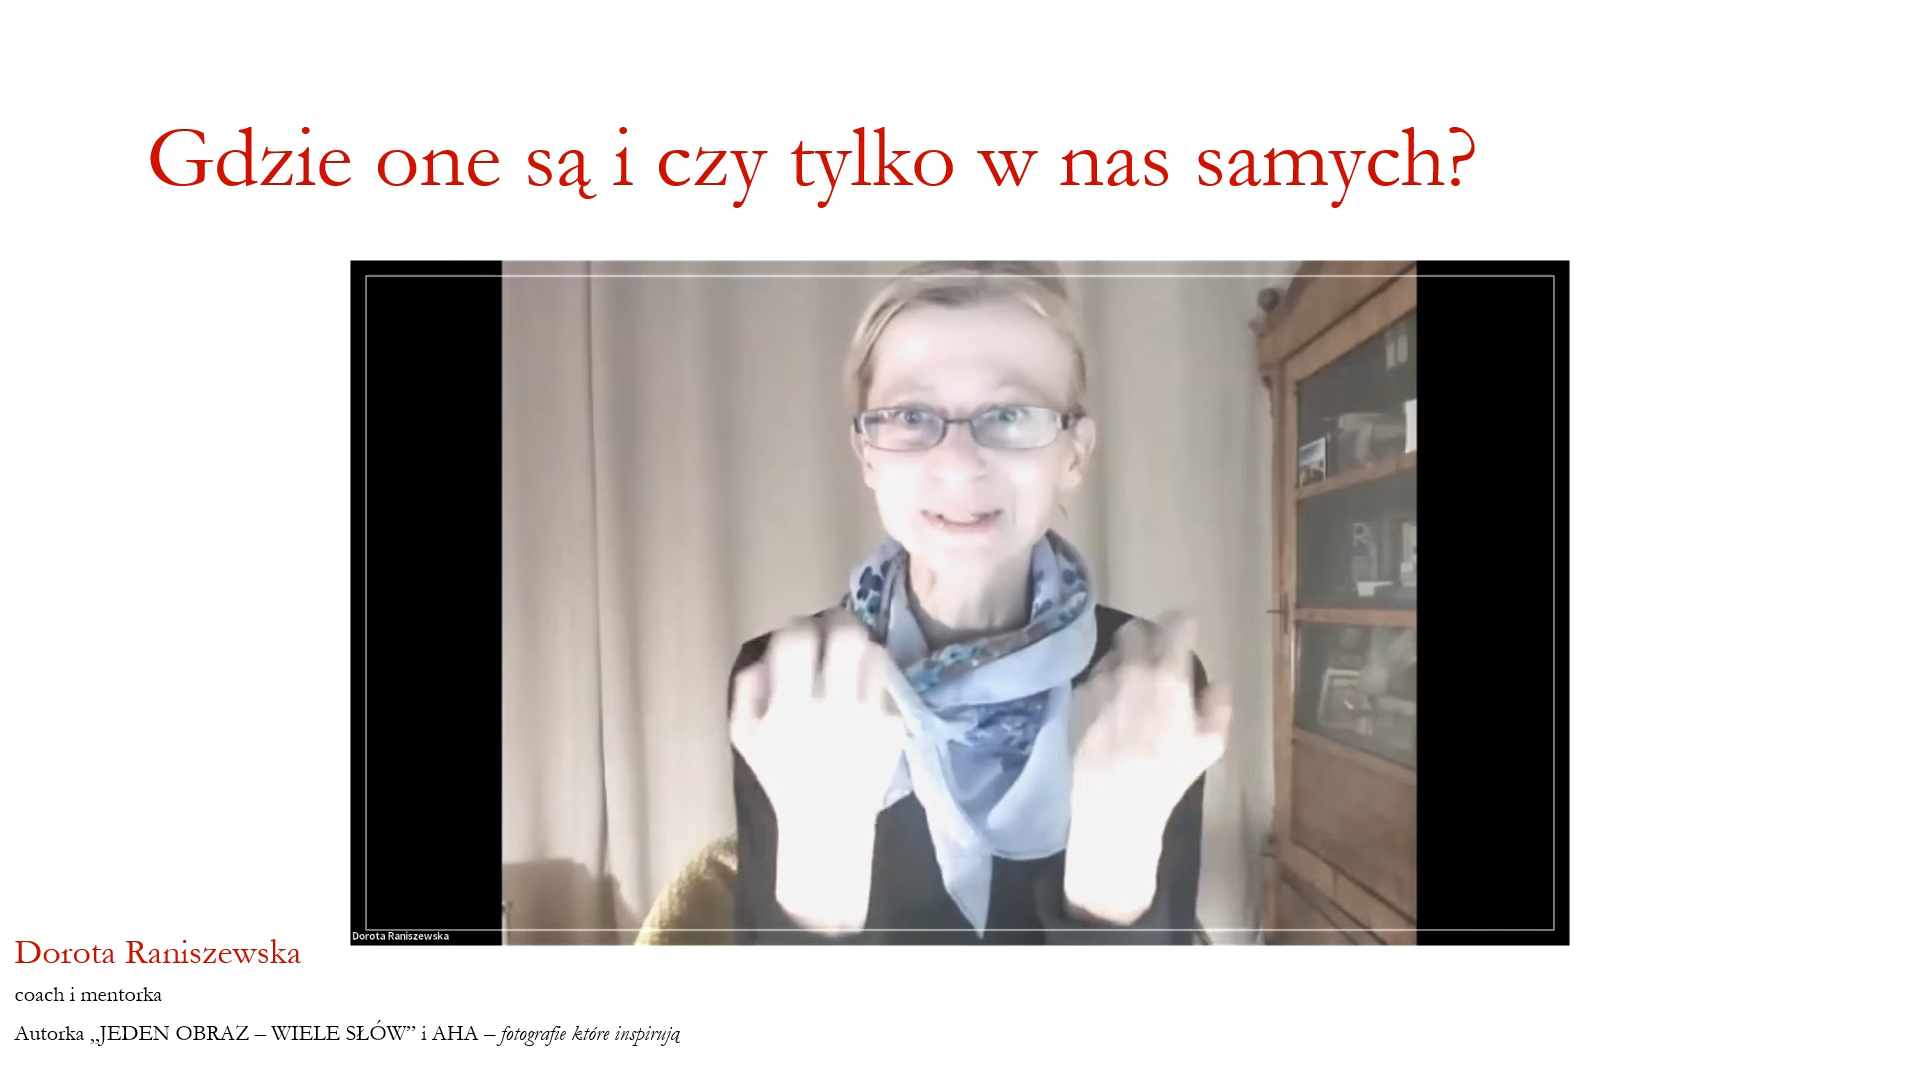 Gdzie one są i czy tylko w nas samych?
Dorota Raniszewska
Dorota Raniszewska
coach i mentorka
Autorka „JEDEN OBRAZ – WIELE SŁÓW” i AHA – fotografie które inspirują